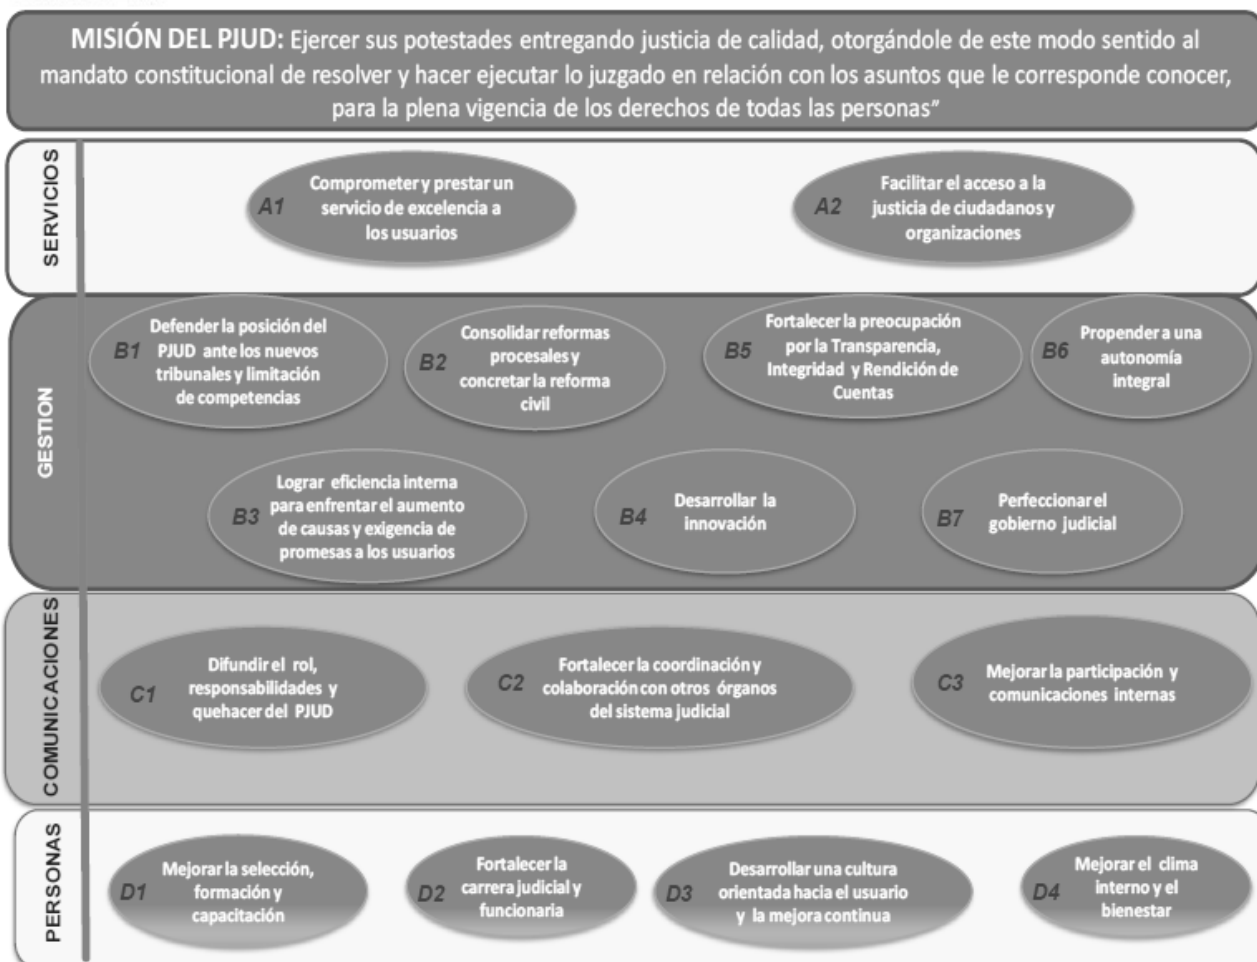 MISIÓN DEL PJUD: Ejercer sus potestades entregando justicia de calidad, otorgándole de este modo sentido al
mandato constitucional de resolver y hacer ejecutar lo juzgado en relación con los asuntos que le corresponde conocer,
para la plena vigencia de los derechos de todas las personas”
SERVICIOS
A1
Comprometer y prestar un
servicio de excelencia a
los usuarios
A2
Facilitar el acceso a la
justicia de ciudadanos y
organizaciones
GESTION
B1
Defender la posición del
PJUD ante los nuevos
tribunales y limitación
de competencias
B2
Consolidar reformas
procesales y
concretar la reforma
civil
B5
Fortalecer la preocupación
por la Transparencia,
Integridad y Rendición de
Cuentas
B6
Propender a una
autonomía
integral
B3
Lograr eficiencia interna
para enfrentar el aumento
de causas y exigencia de
promesas a los usuarios
B4
Desarrollar la
innovación
B7
Perfeccionar el
gobierno judicial
COMUNICACIONES
C1
Difundir el rol,
responsabilidades y
quehacer del PJUD
C2
Fortalecer la coordinación y
colaboración con otros órganos
del sistema judicial
C3
Mejorar la participación y
comunicaciones internas
PERSONAS
D1
Mejorar la selección,
formación y
capacitación
D2
Fortalecer la
carrera judicial y
funcionaria
D3
Desarrollar una cultura
orientada hacia el usuario
y la mejora continua
D4
Mejorar el clima
interno y el
bienestar